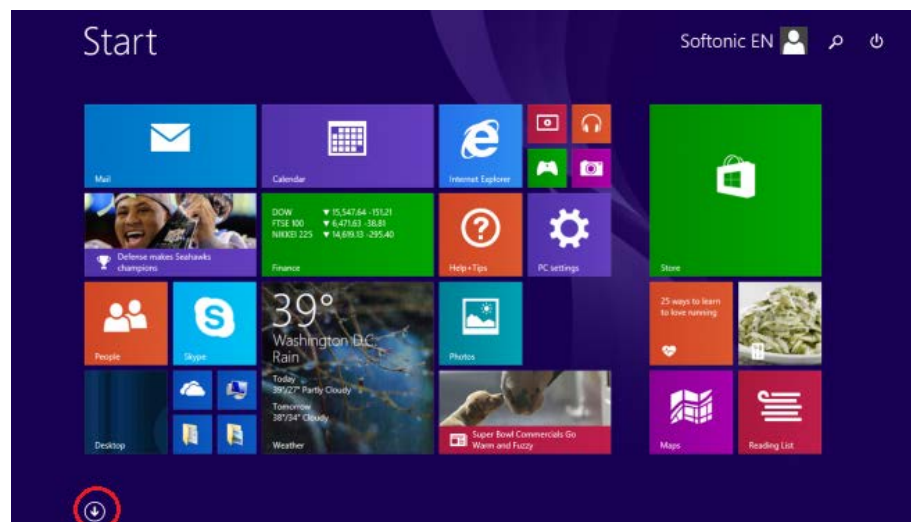 Start
Softonic EN
Mail
Calendar
Internet Explorer
Defense makes Seahawks
champions
DOW ▼ 15,547.64 -151.21
FTSE 100 ▼ 6,471.63 -38.81
NIKKEI 225 ▼ 14,619.13 -295.40
Finance
Help+Tips
PC settings
Store
People
Skype
39°
Washington D.C.
Rain
Today
39°/27° Partly Cloudy
Tomorrow
38°/34° Cloudy
Weather
Photos
25 ways to learn
to love running
Desktop
Super Bowl Commercials Go
Warm and Fuzzy
Maps
Reading List